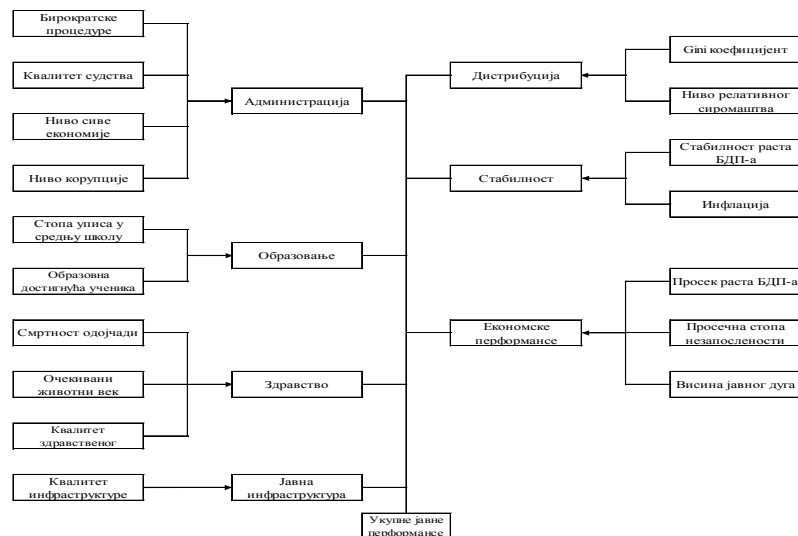 Бирократске
процедуре
Квалитет судства
Ниво сиве
економије
Ниво корупције
Стопа уписа у
средњу школу
Образовна
достигнућа ученика
Смртност одојчади
Очекивани
животни век
Квалитет
здравственог
Квалитет
инфраструктуре
Администрација
Образовање
Здравство
Јавна
инфраструктура
Дистрибуција
Стабилност
Економске
перформансе
Gini коефицијент
Ниво релативног
сиромаштва
Стабилност раста
БДП-а
Инфлација
Просек раста БДП-а
Просечна стопа
незапослености
Висина јавног дуга
Укупне јавне
перформансе